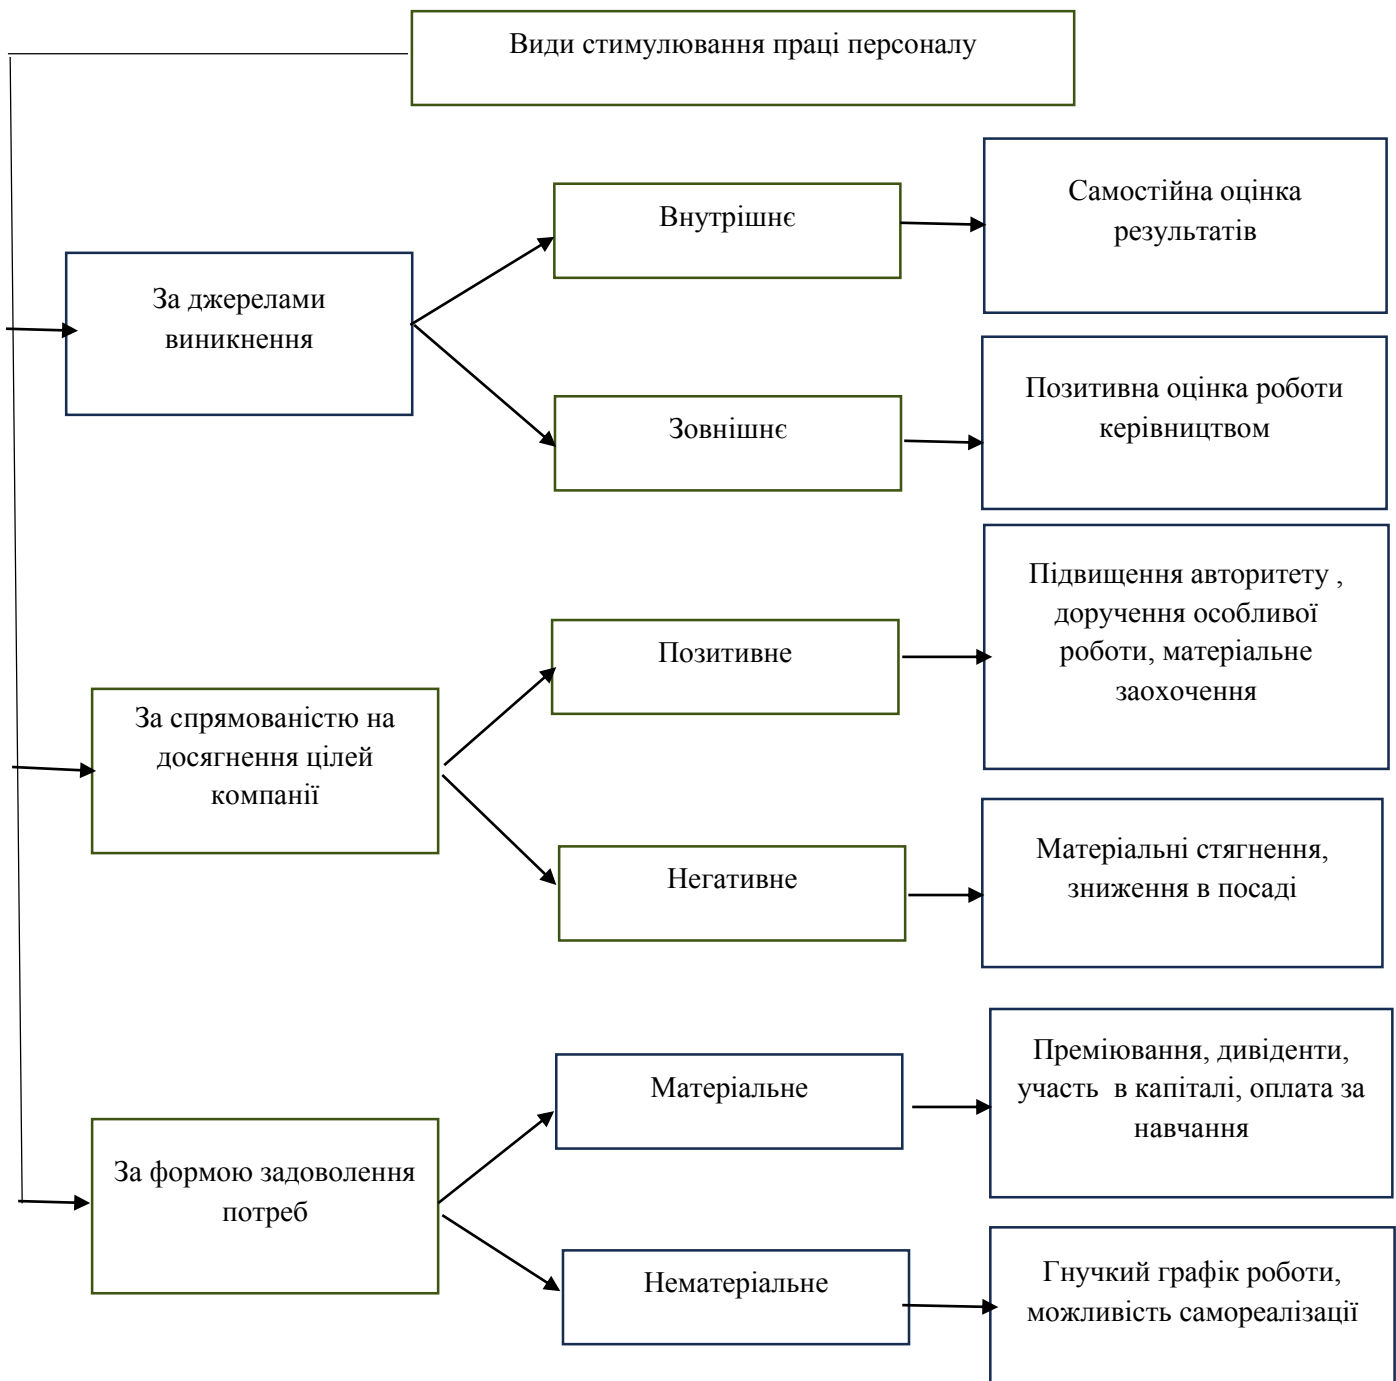 Види стимулювання праці персоналу
Самостійна оцінка
результатів
Внутрішнє
За джерелами
виникнення
Позитивна оцінка роботи
керівництвом
Зовнішнє
Підвищення авторитету ,
доручення особливої
роботи, матеріальне
заохочення
Позитивне
За спрямованістю на
досягнення цілей
компанії
Матеріальні стягнення,
зниження в посаді
Негативне
Преміювання, дивіденти,
участь  в капіталі, оплата за
навчання
Матеріальне
За формою задоволення
потреб
Гнучкий графік роботи,
можливість самореалізації
Нематеріальне